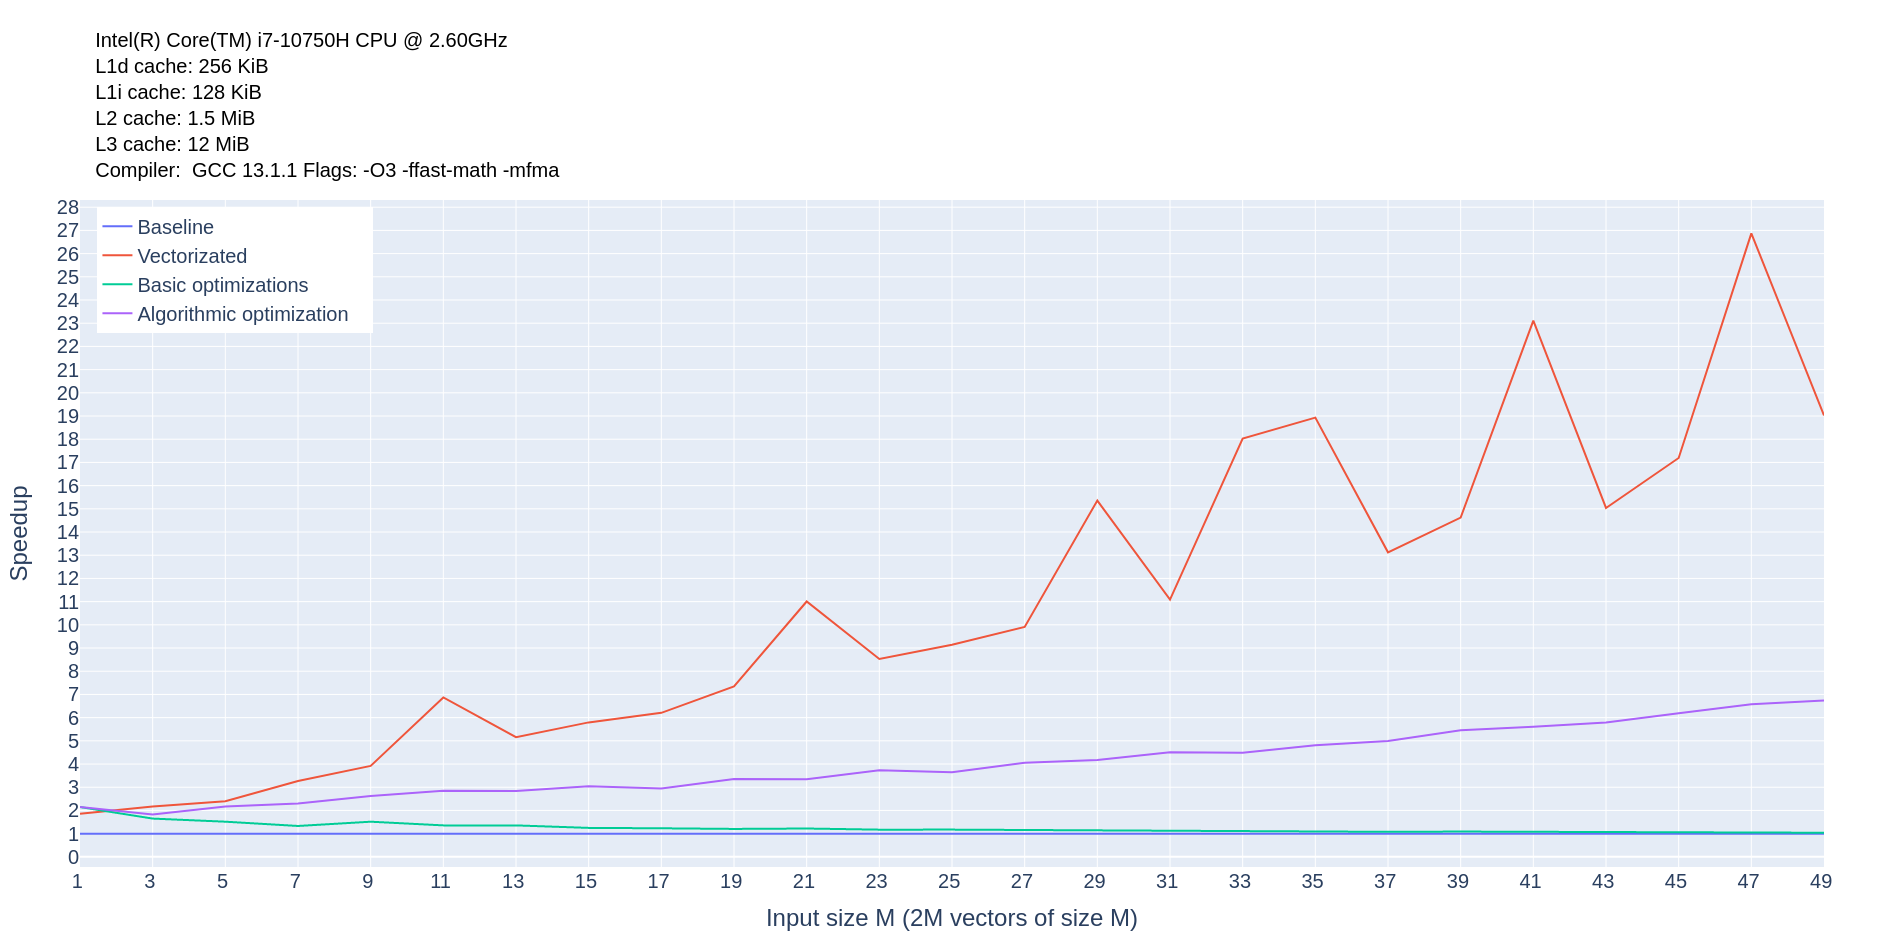 Intel(R) Core(TM) i7-10750H CPU @ 2.60GHz
L1d cache: 256 KiB
L1i cache: 128 KiB
L2 cache: 1.5 MiB
L3 cache: 12 MiB
Compiler:  GCC 13.1.1 Flags: -O3 -ffast-math -mfma
28
27
26
25
24
23
22
21
20
19
18
17
16
15
14
13
12
11
10
9
8
7
6
5
4
3
2
1
0
Baseline
Vectorizated
Basic optimizations
Algorithmic optimization
Speedup
1 3 5 7 9 11 13 15 17 19 21 23 25 27 29 31 33 35 37 39 41 43 45 47 49
Input size M (2M vectors of size M)